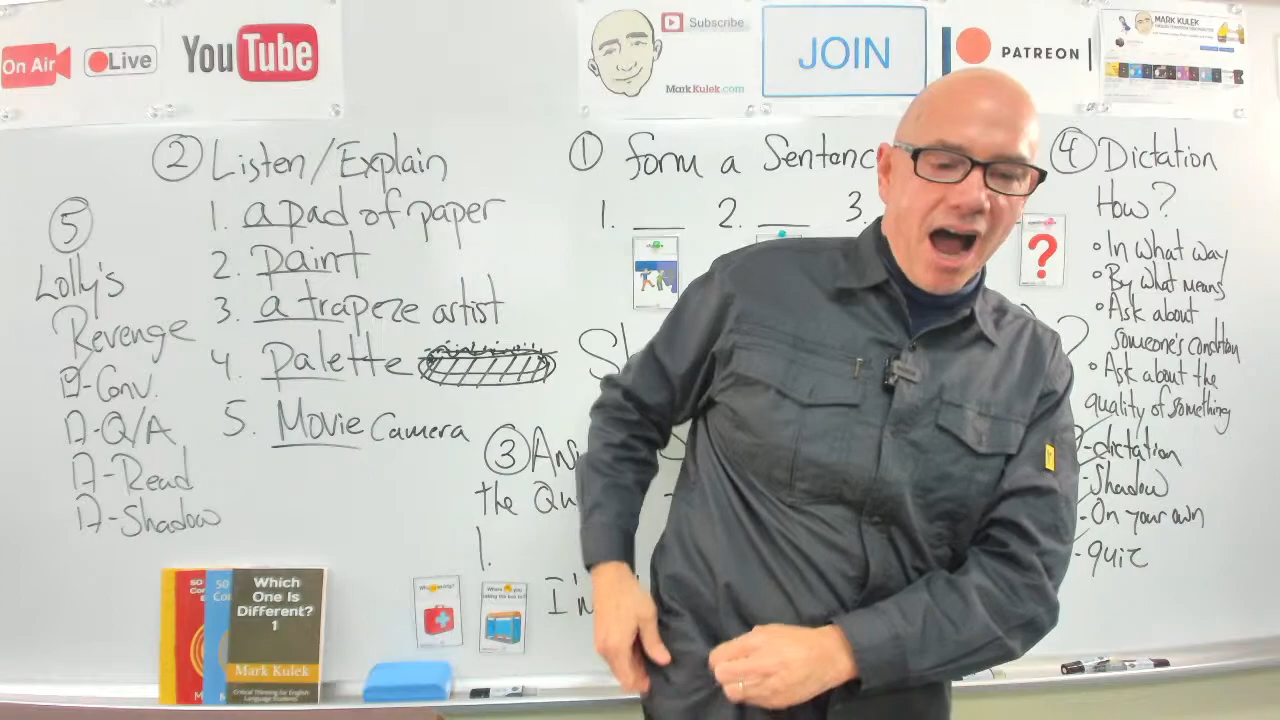 On Air
Live
YouTube
Subscribe
MarkKulek.com
JOIN
PATREON
MARK KULEK
② Listen/Explain
1. a pad of paper
2. paint
3. a trapeze artist
4. palette
5. Movie Camera
⑤
Lolly's
Revenge
-Conv.
-Q/A
-Read
-Shadow
① form a Sentenc
1. 2. 3.
③ Ans
the Qu
1.
I'm
④ Dictation
How?
• In what way
• By what means
• Ask about
someone's condition
• Ask about the
quality of something
-dictation
-Shadow
-On your own
-quiz
?
Which
One Is
Different?
1
Mark Kulek
Critical Thinking for English
Language Students